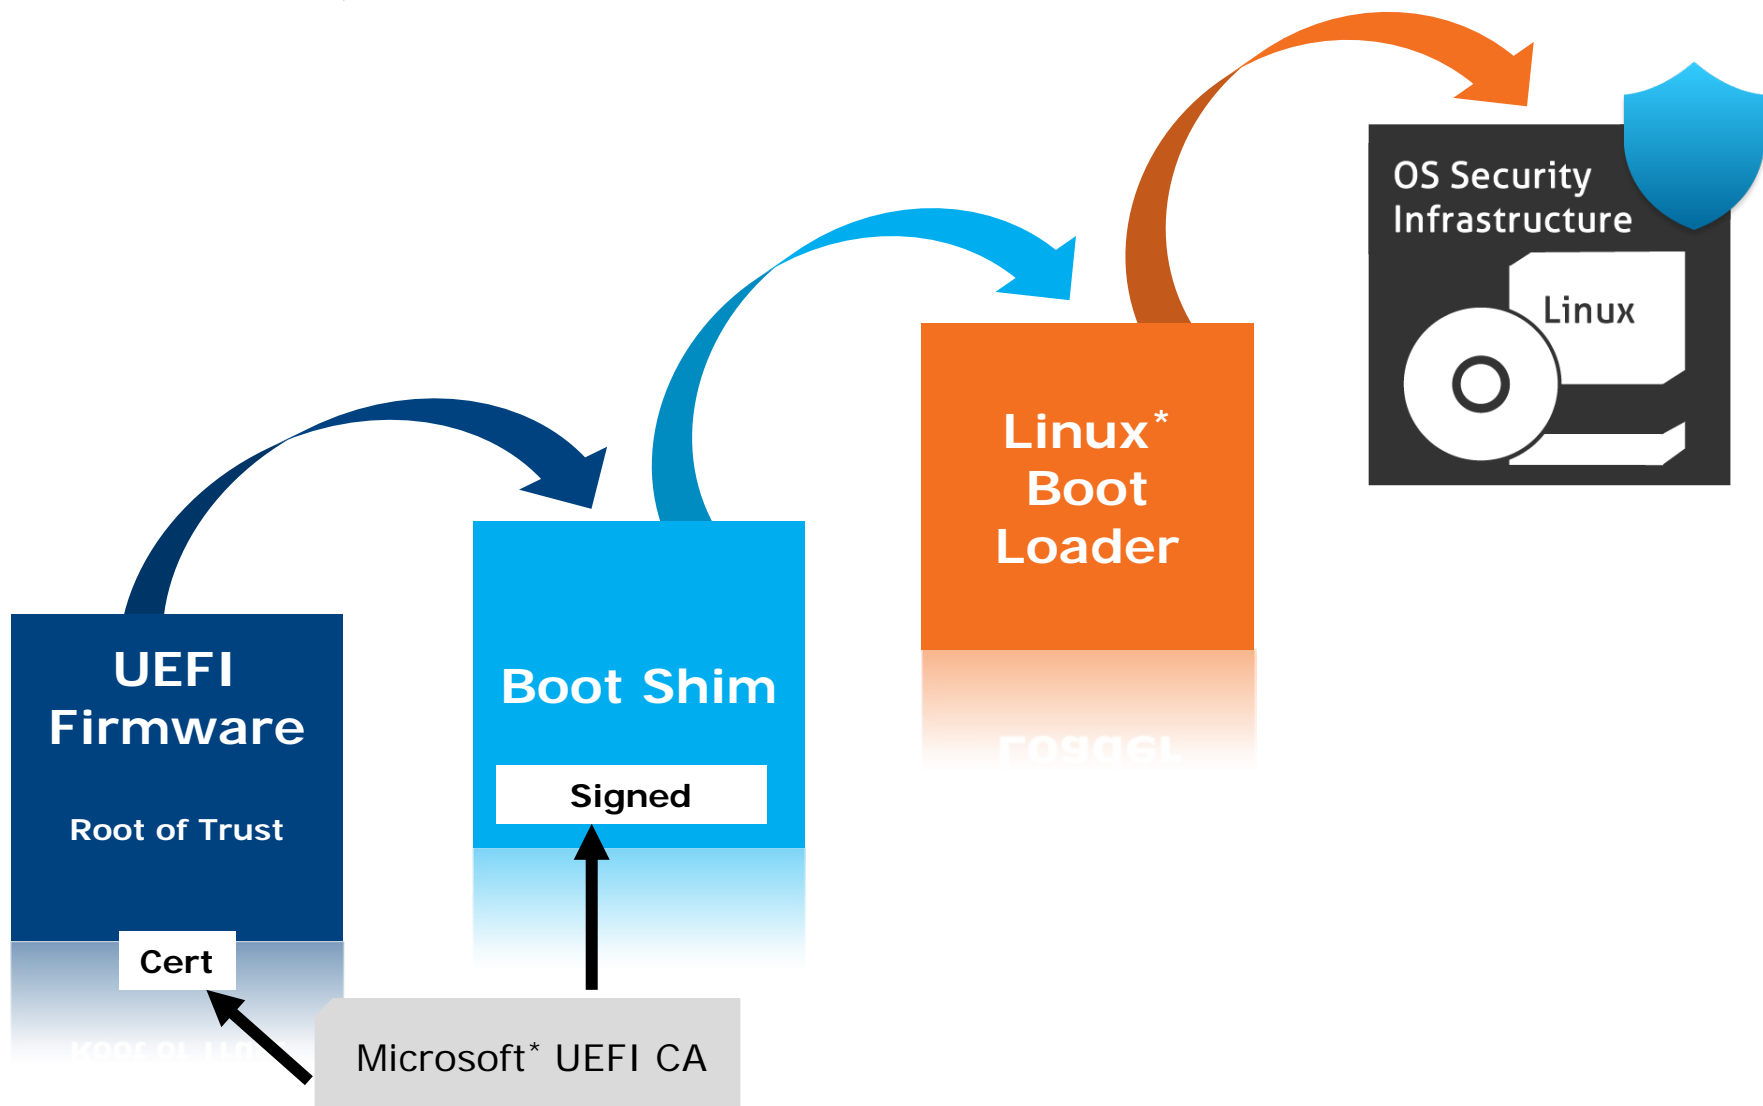 UEFI
Firmware
Root of Trust
Cert
Boot Shim
Signed
Microsoft* UEFI CA
Linux*
Boot
Loader
OS Security
Infrastructure
Linux